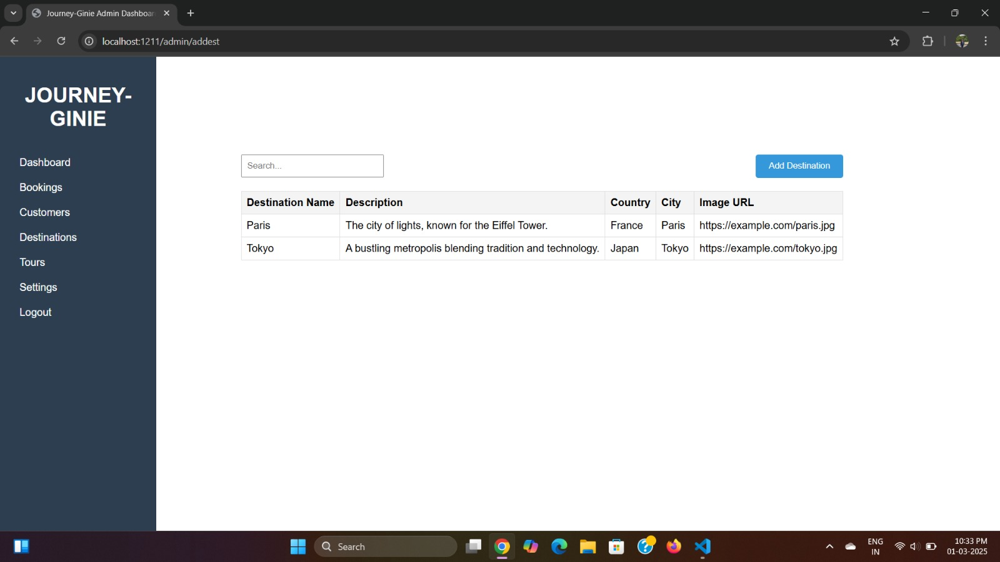 Journey-Ginie Admin Dashboar
localhost:1211/admin/addest
JOURNEY-
GINIE
Dashboard
Bookings
Customers
Destinations
Tours
Settings
Logout
Search...
Add Destination
Destination Name Description Country City Image URL
Paris The city of lights, known for the Eiffel Tower. France Paris https://example.com/paris.jpg
Tokyo A bustling metropolis blending tradition and technology. Japan Tokyo https://example.com/tokyo.jpg
Search
ENG
IN
10:33 PM
01-03-2025